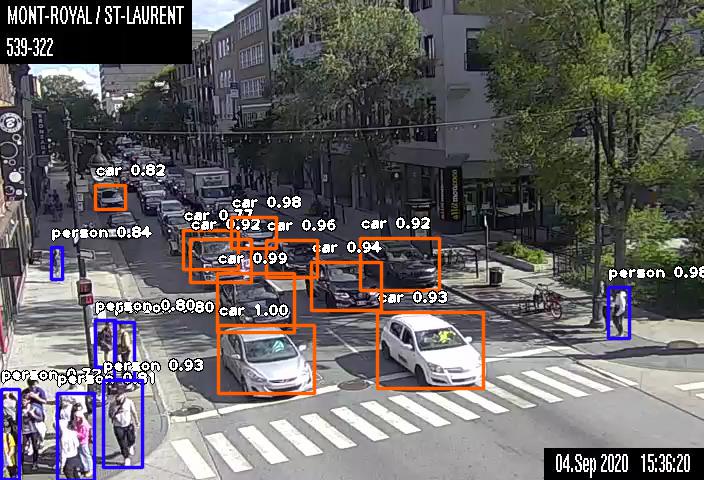 MONT-ROYAL / ST-LAURENT
539-322
car 0.82
car 0.98
car 0.77
car 0.92
car 0.96
car 0.92
person 0.84
car 0.94
car 0.99
person 0.98
car 0.93
person 0.80
car 1.00
person 0.93
04.Sep 2020 15:36:20